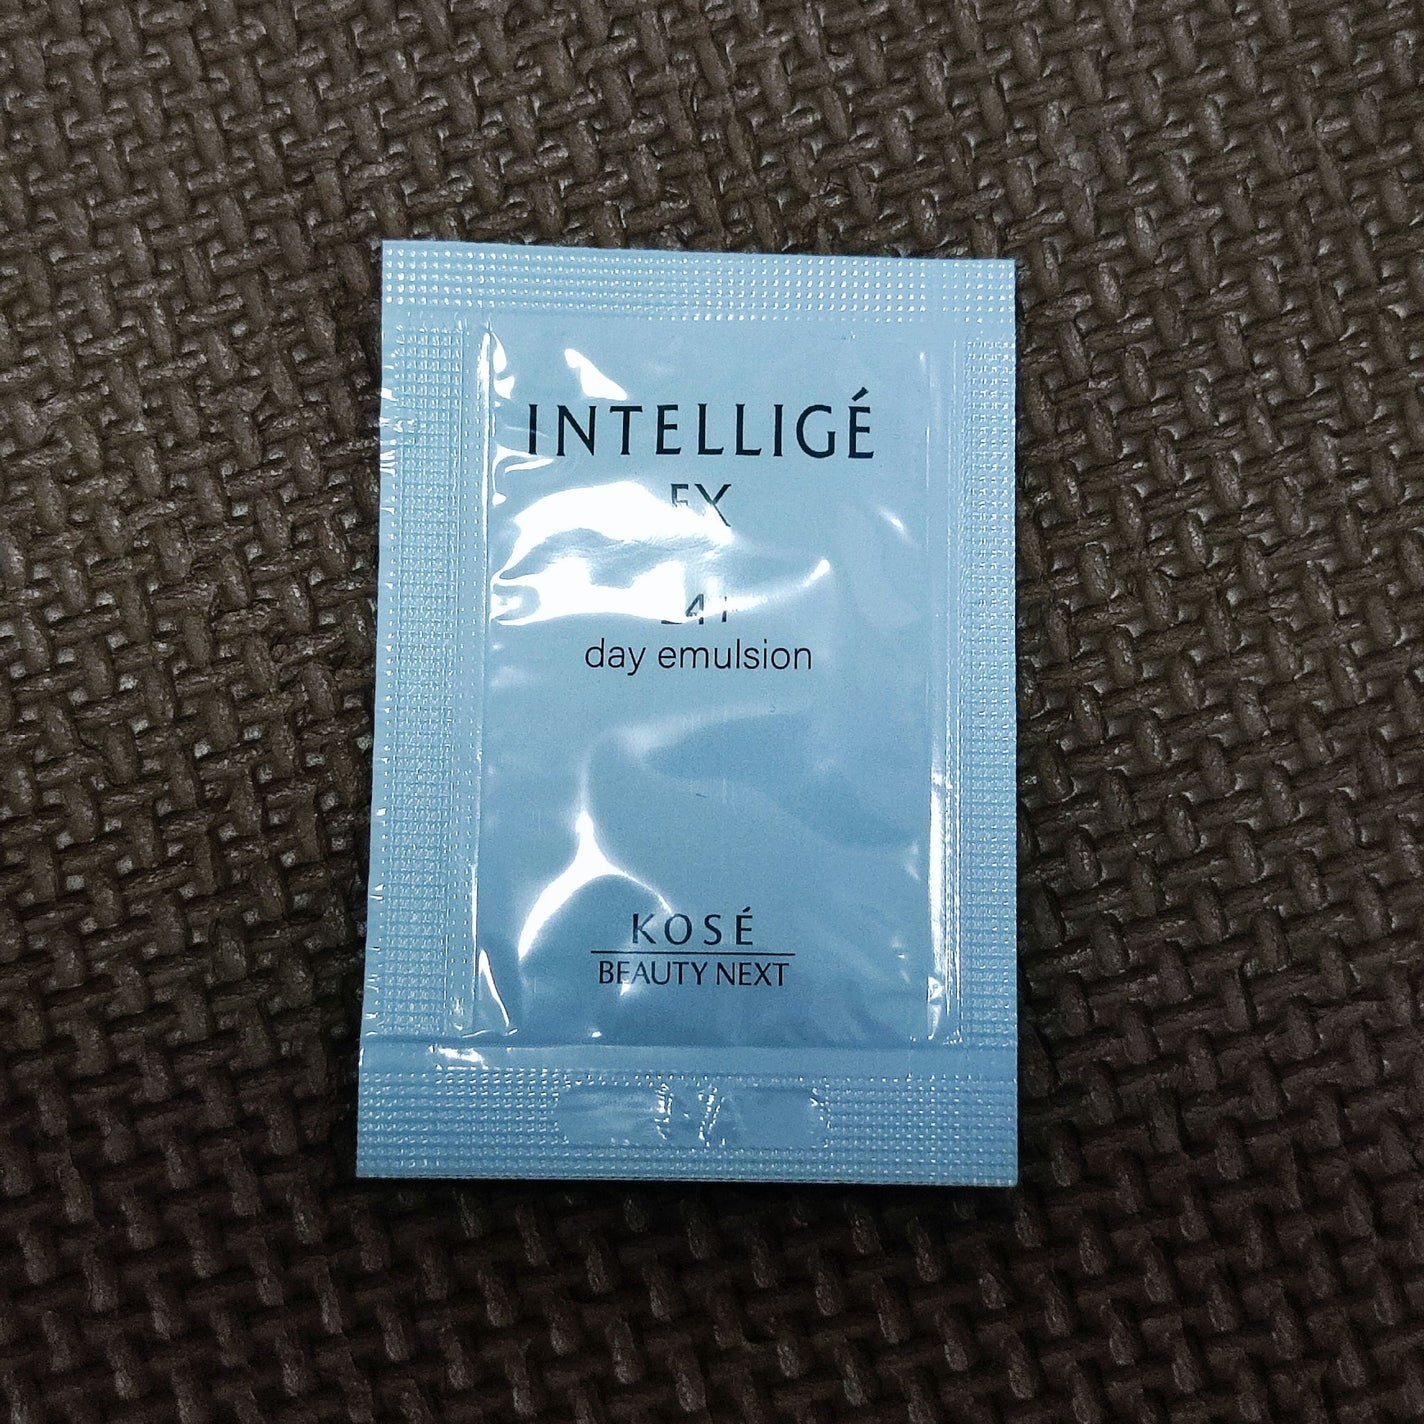 INTELLIGÉ
EX
day emulsion
KOSÉ
BEAUTY NEXT